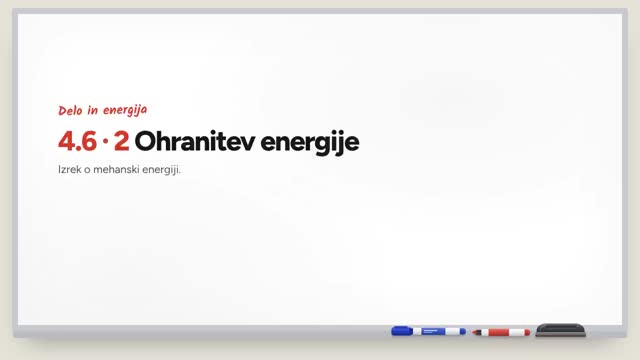 Delo in energija
4.6 · 2 Ohranitev energije
Izrek o mehanski energiji.